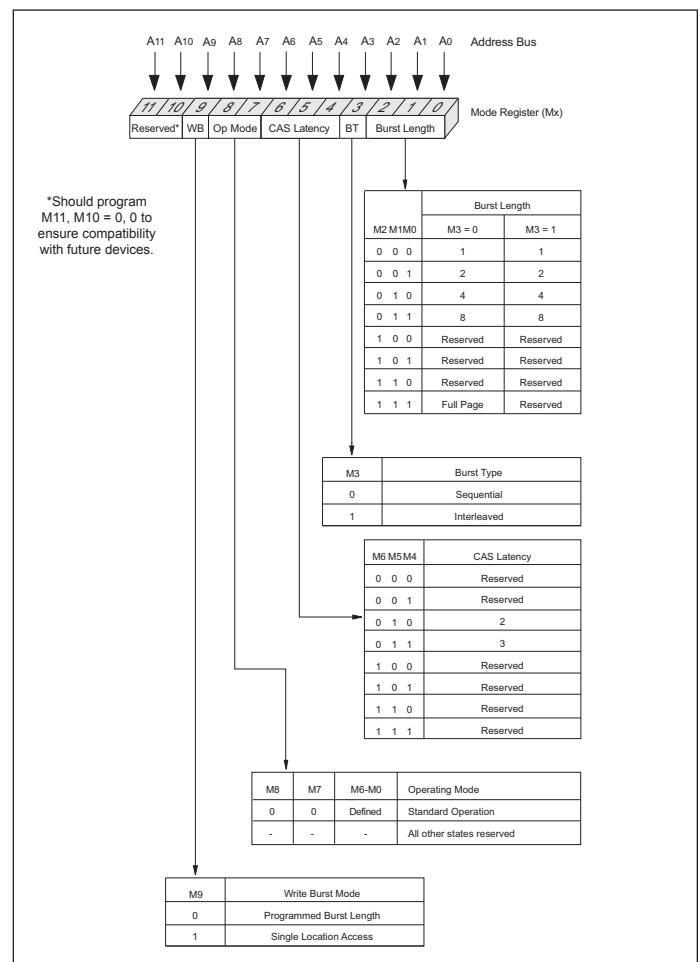 A11 A10 A9 A8 A7 A6 A5 A4 A3 A2 A1 A0 Address Bus
11 10 9 8 7 6 5 4 3 2 1 0 Mode Register (Mx)
Reserved* WB Op Mode CAS Latency BT Burst Length
*Should program
M11, M10 = 0, 0 to
ensure compatibility
with future devices.
Burst Length
M2 M1M0 M3 = 0 M3 = 1
0 0 0 1 1
0 0 1 2 2
0 1 0 4 4
0 1 1 8 8
1 0 0 Reserved Reserved
1 0 1 Reserved Reserved
1 1 0 Reserved Reserved
1 1 1 Full Page Reserved
M3 Burst Type
0 Sequential
1 Interleaved
M6 M5M4 CAS Latency
0 0 0 Reserved
0 0 1 Reserved
0 1 0 2
0 1 1 3
1 0 0 Reserved
1 0 1 Reserved
1 1 0 Reserved
1 1 1 Reserved
M8 M7 M6-M0 Operating Mode
0 0 Defined Standard Operation
- - - All other states reserved
M9 Write Burst Mode
0 Programmed Burst Length
1 Single Location Access